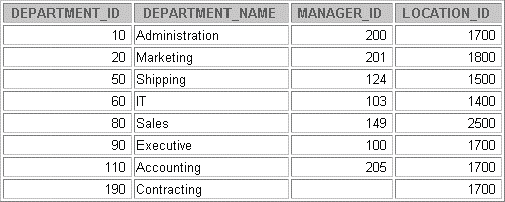 DEPARTMENT_ID DEPARTMENT_NAME MANAGER_ID LOCATION_ID
10 Administration 200 1700
20 Marketing 201 1800
50 Shipping 124 1500
60 IT 103 1400
80 Sales 149 2500
90 Executive 100 1700
110 Accounting 205 1700
190 Contracting 1700